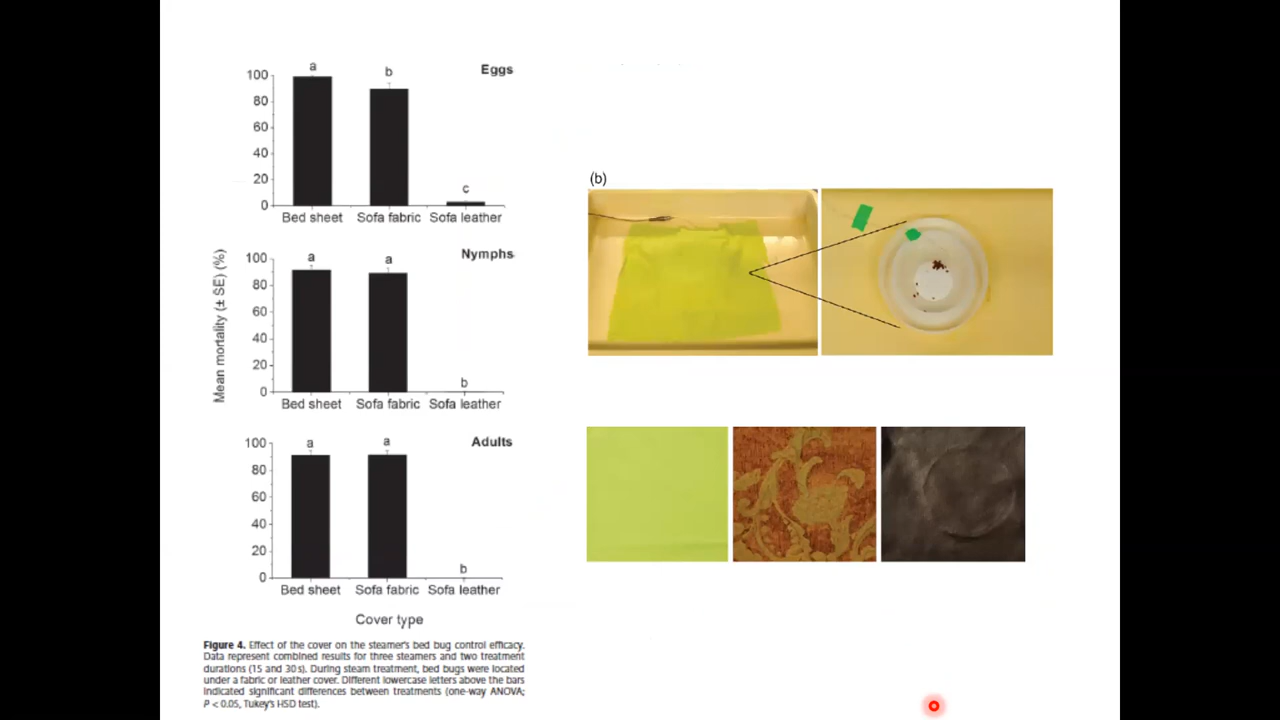 Eggs
a
b
c
100
80
60
40
20
0
Bed sheet Sofa fabric Sofa leather
Nymphs
a
a
b
100
80
60
40
20
0
Bed sheet Sofa fabric Sofa leather
Mean mortality (± SE) (%)
Adults
a
a
b
100
80
60
40
20
0
Bed sheet Sofa fabric Sofa leather
Cover type
Figure 4. Effect of the cover on the steamer's bed bug control efficacy.
Data represent combined results for three steamers and two treatment
durations (15 and 30 s). During steam treatment, bed bugs were located
under a fabric or leather cover. Different lowercase letters above the bars
indicated significant differences between treatments (one-way ANOVA;
P < 0.05, Tukey's HSD test).
(b)